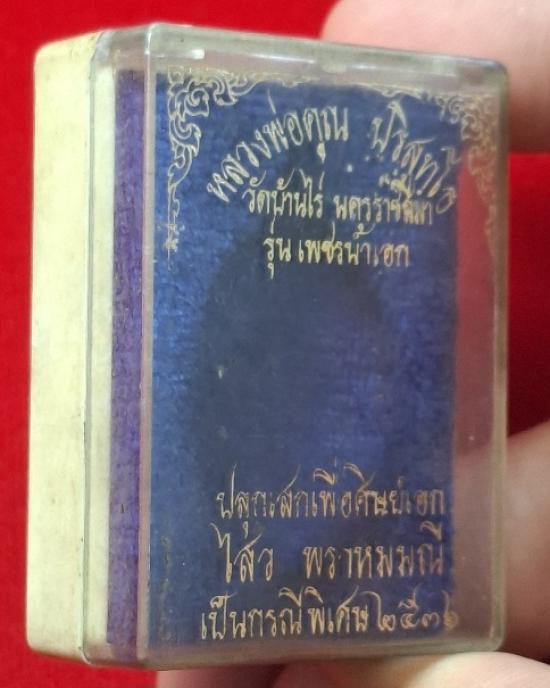 หลวงพ่อคูณ ปริสุทโธ
วัดบ้านไร่ นครราชสีมา
รุ่น เพชรน้ำเอก
ปลุกเสกเพื่อศิษย์เอก
ไสว พราหมมณี
เป็นกรณีพิเศษ ๒๕๓๖